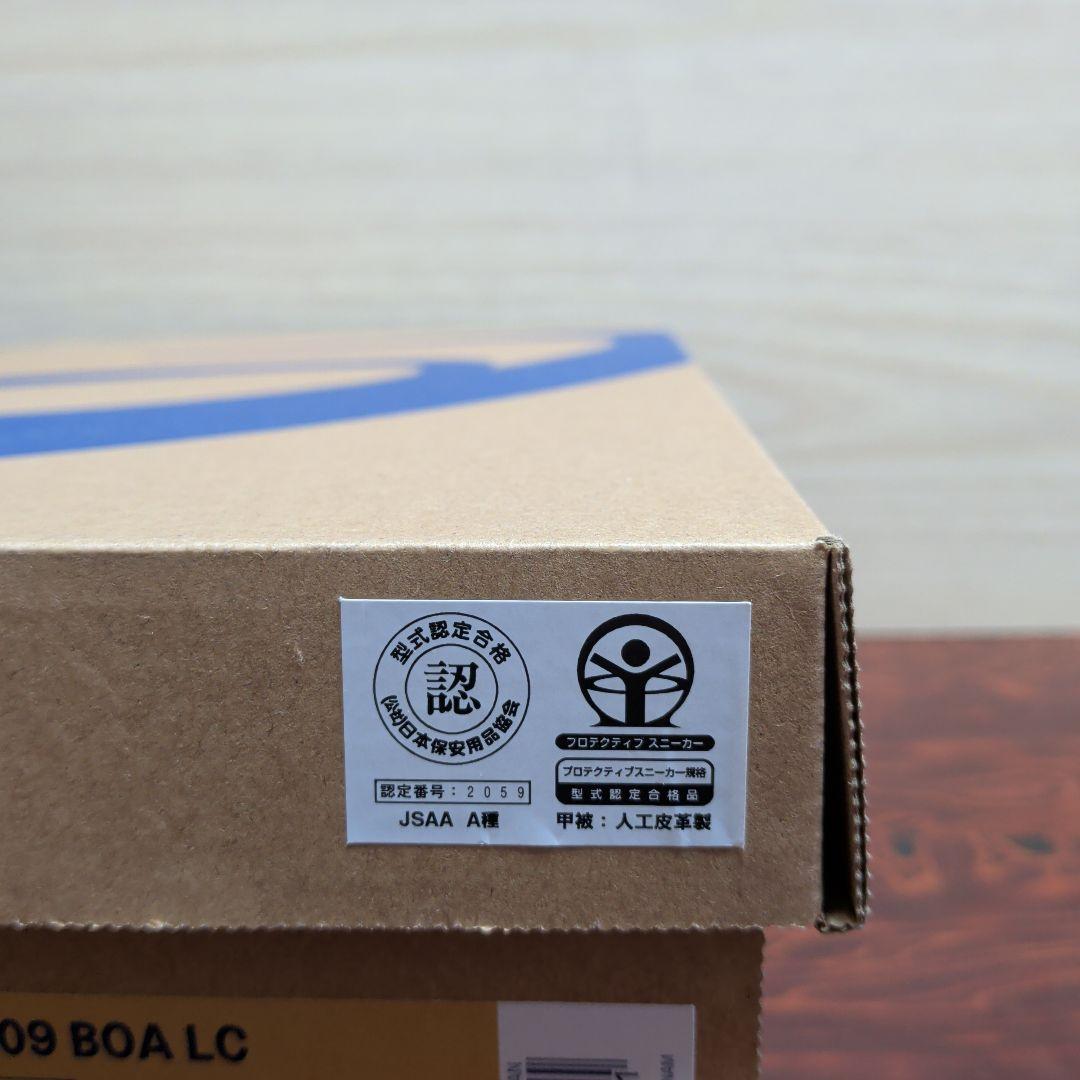 型式認定合格
認
(公社)日本保安用品協会
認定番号：2059
JSAA A種
プロテクティブ スニーカー
プロテクティブスニーカー規格
型式認定合格品
甲被：人工皮革製
09 BOA LC